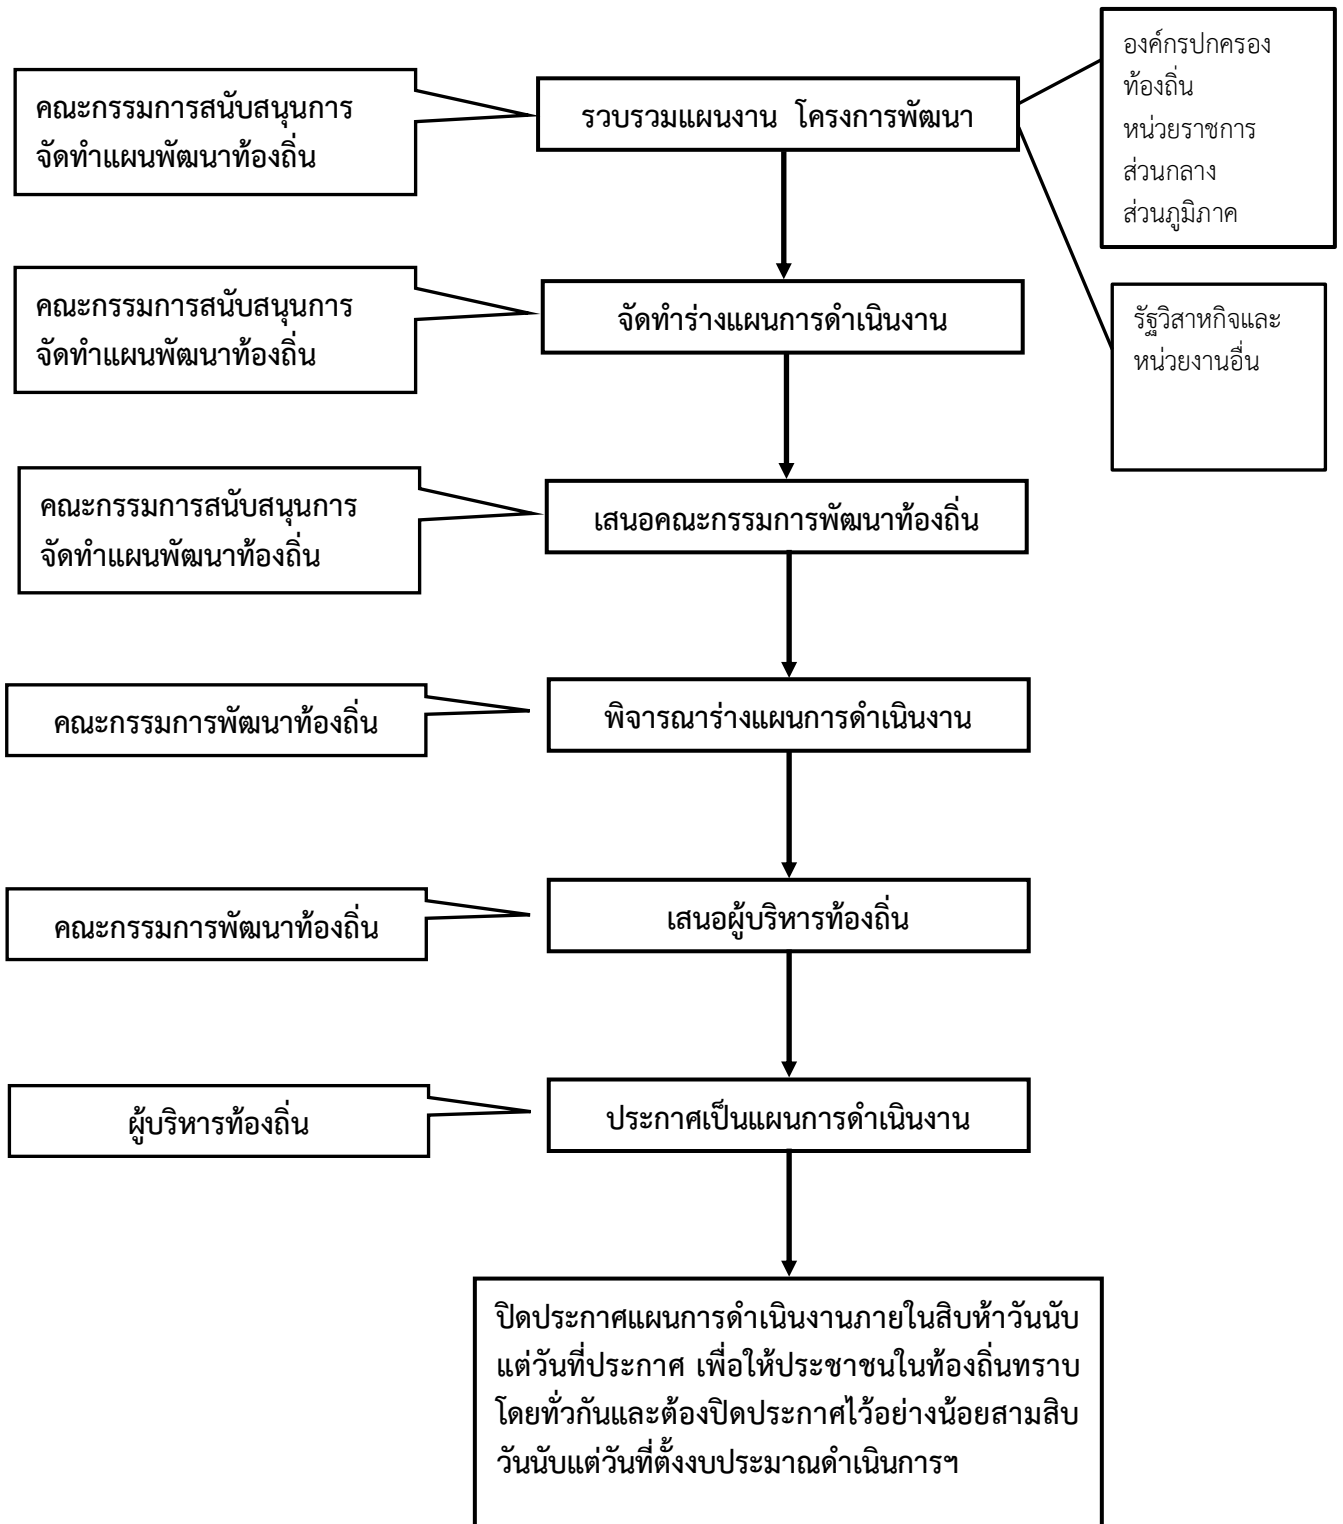 องค์กรปกครอง
ท้องถิ่น
หน่วยราชการ
ส่วนกลาง
ส่วนภูมิภาค
คณะกรรมการสนับสนุนการ
จัดทำแผนพัฒนาท้องถิ่น
รวบรวมแผนงาน โครงการพัฒนา
คณะกรรมการสนับสนุนการ
จัดทำแผนพัฒนาท้องถิ่น
จัดทำร่างแผนการดำเนินงาน
รัฐวิสาหกิจและ
หน่วยงานอื่น
คณะกรรมการสนับสนุนการ
จัดทำแผนพัฒนาท้องถิ่น
เสนอคณะกรรมการพัฒนาท้องถิ่น
คณะกรรมการพัฒนาท้องถิ่น
พิจารณาร่างแผนการดำเนินงาน
คณะกรรมการพัฒนาท้องถิ่น
เสนอผู้บริหารท้องถิ่น
ผู้บริหารท้องถิ่น
ประกาศเป็นแผนการดำเนินงาน
ปิดประกาศแผนการดำเนินงานภายในสิบห้าวันนับ
แต่วันที่ประกาศ เพื่อให้ประชาชนในท้องถิ่นทราบ
โดยทั่วกันและต้องปิดประกาศไว้อย่างน้อยสามสิบ
วันนับแต่วันที่ตั้งงบประมาณดำเนินการฯ